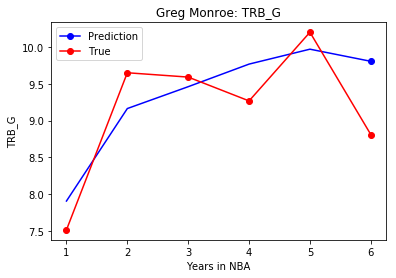 Greg Monroe: TRB_G
Prediction
True
TRB_G
10.0
9.5
9.0
8.5
8.0
7.5
1 2 3 4 5 6
Years in NBA